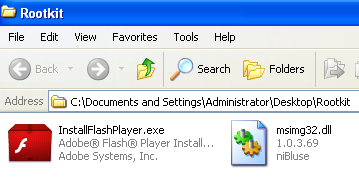 Rootkit
File Edit View Favorites Tools Help
Back Search Folders
Address C:\Documents and Settings\Administrator\Desktop\Rootkit
InstallFlashPlayer.exe
Adobe® Flash® Player Install...
Adobe Systems, Inc.
msimg32.dll
1.0.3.69
niBluse